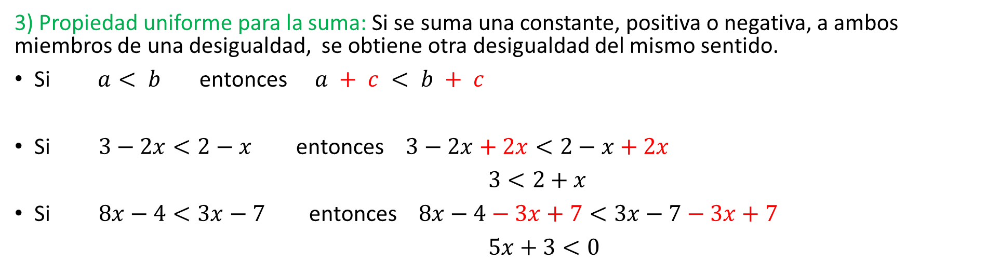 3) Propiedad uniforme para la suma: Si se suma una constante, positiva o negativa, a ambos
miembros de una desigualdad, se obtiene otra desigualdad del mismo sentido.
• Si a < b entonces a + c < b + c
• Si 3 − 2x < 2 − x entonces 3 − 2x + 2x < 2 − x + 2x
3 < 2 + x
• Si 8x − 4 < 3x − 7 entonces 8x − 4 − 3x + 7 < 3x − 7 − 3x + 7
5x + 3 < 0